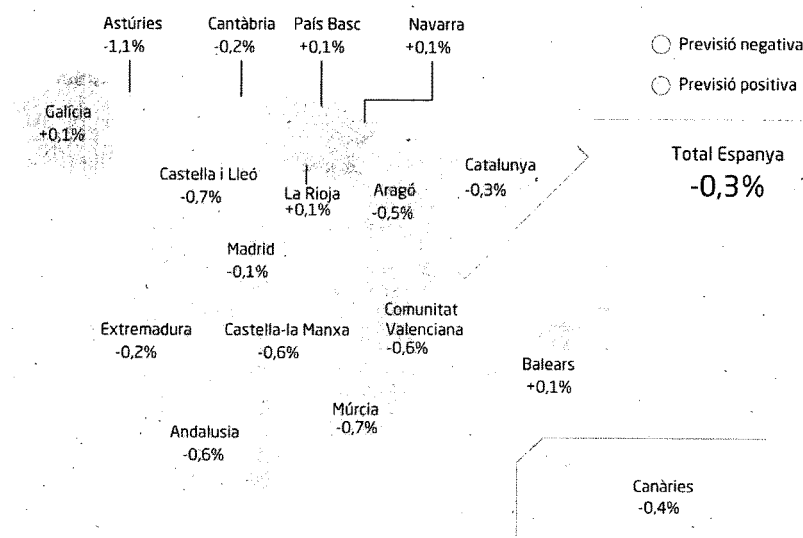 Astúries
-1,1%
Cantàbria
-0,2%
País Basc
+0,1%
Navarra
+0,1%
Previsió negativa
Previsió positiva
Galícia
+0,1%
Castella i Lleó
-0,7%
La Rioja
+0,1%
Aragó
-0,5%
Catalunya
-0,3%
Total Espanya
-0,3%
Madrid
-0,1%
Extremadura
-0,2%
Castella-la Manxa
-0,6%
Comunitat
Valenciana
-0,6%
Balears
+0,1%
Andalusia
-0,6%
Múrcia
-0,7%
Canàries
-0,4%